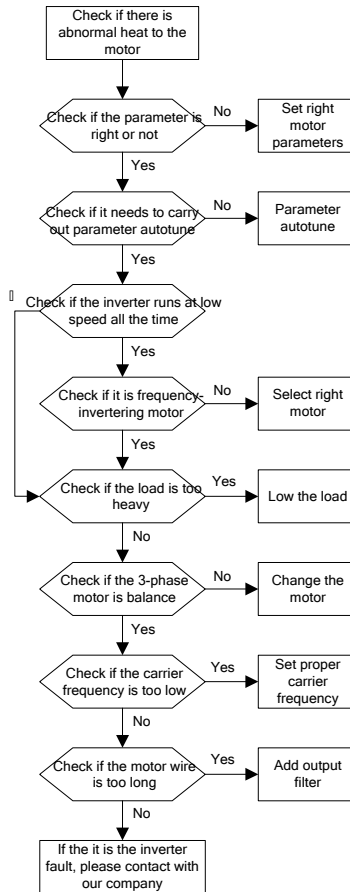 Check if there is
abnormal heat to the
motor
Check if the parameter is
right or not
No
Set right
motor
parameters
Yes
Check if it needs to carry
out parameter autotune
No
Parameter
autotune
Yes
Check if the inverter runs at low
speed all the time
Yes
Check if it is frequency-
invertering motor
No
Select right
motor
Yes
Check if the load is too
heavy
Yes
Low the load
No
Check if the 3-phase
motor is balance
No
Change the
motor
Yes
Check if the carrier
frequency is too low
Yes
Set proper
carrier
frequency
No
Check if the motor wire
is too long
Yes
Add output
filter
No
If the it is the inverter
fault, please contact with
our company